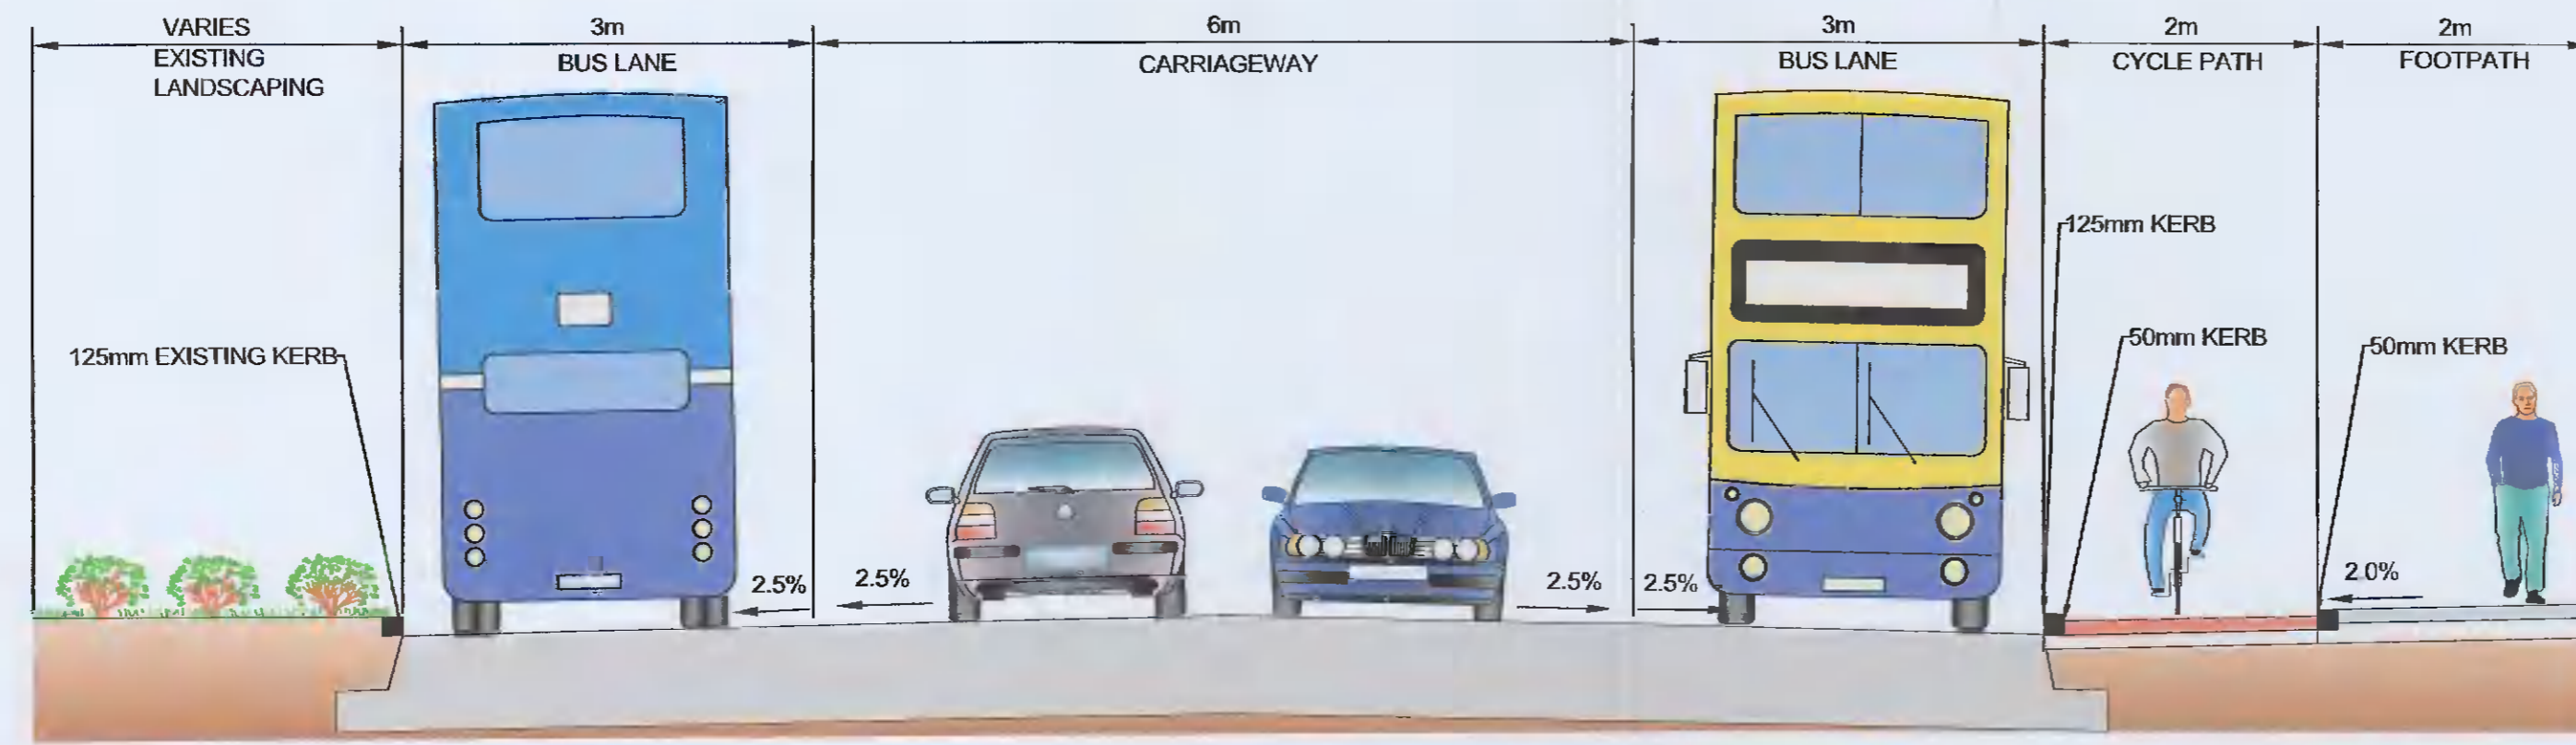 VARIES
EXISTING
LANDSCAPING
3m
BUS LANE
6m
CARRIAGEWAY
3m
BUS LANE
2m
CYCLE PATH
2m
FOOTPATH
125mm EXISTING KERB
125mm KERB
50mm KERB
50mm KERB
2.5%
2.5%
2.5%
2.5%
2.0%